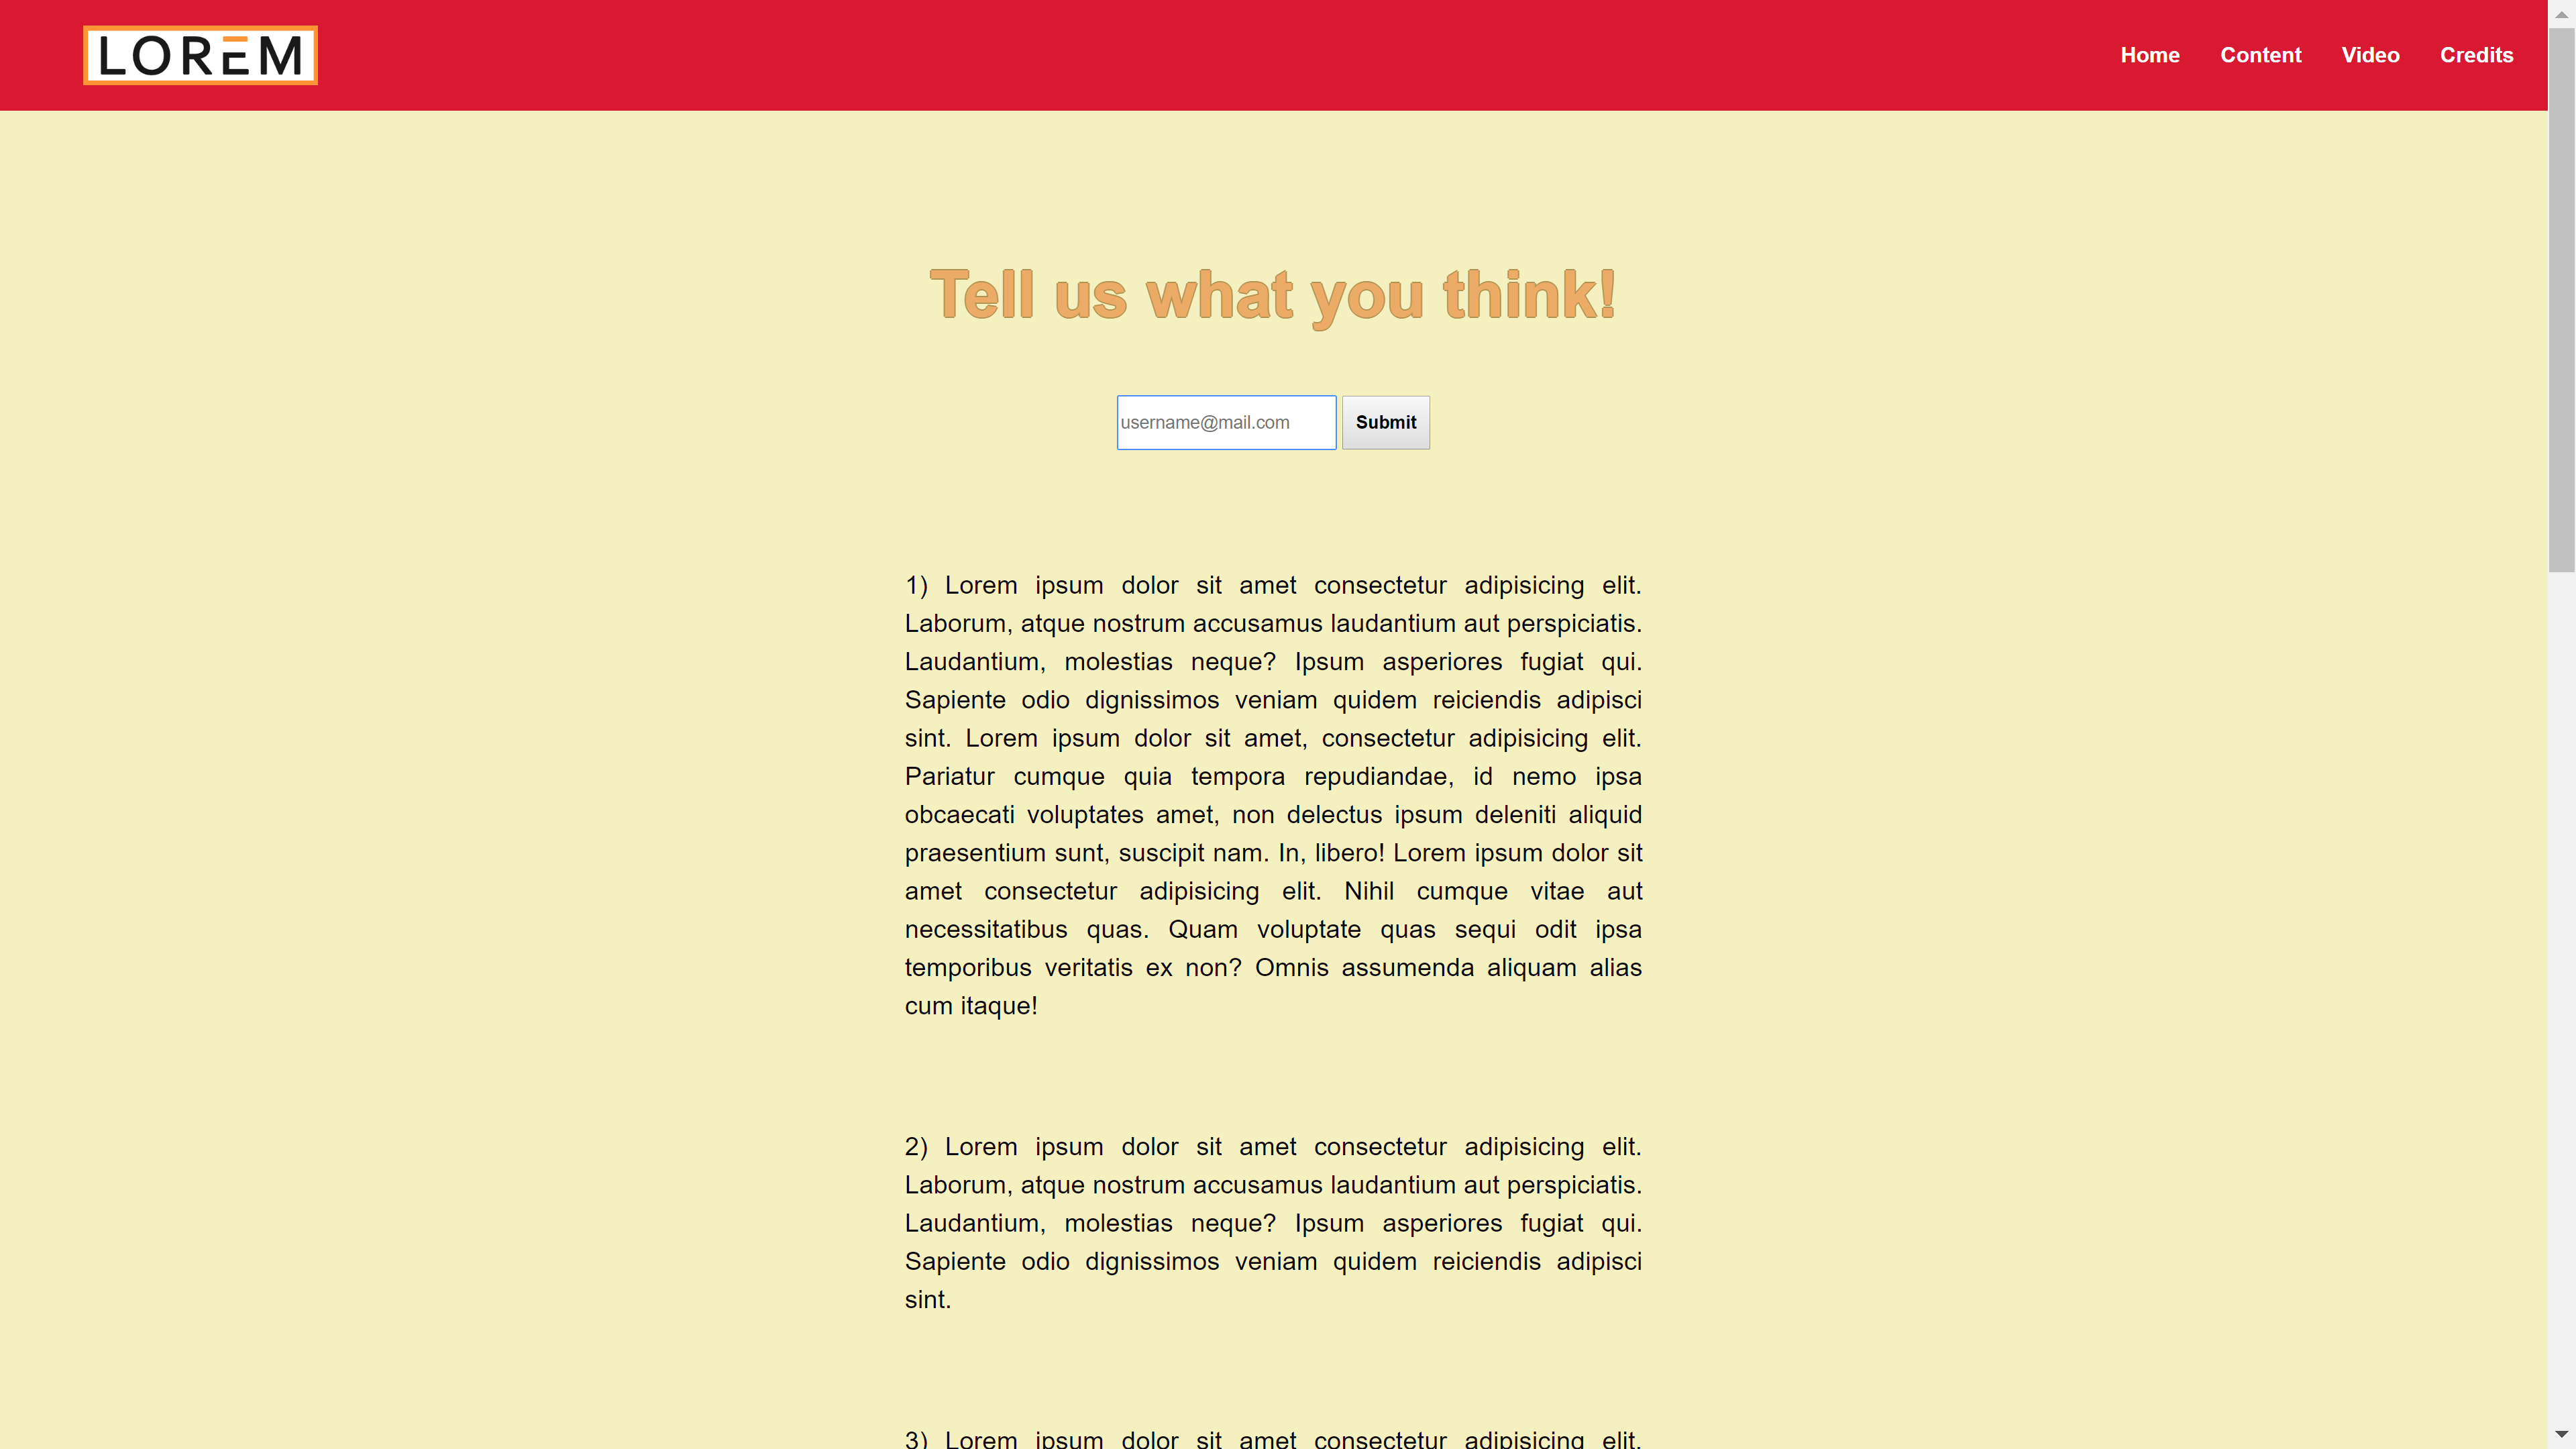 LOREM
Home Content Video Credits
Tell us what you think!
username@mail.com Submit
1) Lorem ipsum dolor sit amet consectetur adipisicing elit.
Laborum, atque nostrum accusamus laudantium aut perspiciatis.
Laudantium, molestias neque? Ipsum asperiores fugiat qui.
Sapiente odio dignissimos veniam quidem reiciendis adipisci
sint. Lorem ipsum dolor sit amet, consectetur adipisicing elit.
Pariatur cumque quia tempora repudiandae, id nemo ipsa
obcaecati voluptates amet, non delectus ipsum deleniti aliquid
praesentium sunt, suscipit nam. In, libero! Lorem ipsum dolor sit
amet consectetur adipisicing elit. Nihil cumque vitae aut
necessitatibus quas. Quam voluptate quas sequi odit ipsa
temporibus veritatis ex non? Omnis assumenda aliquam alias
cum itaque!
2) Lorem ipsum dolor sit amet consectetur adipisicing elit.
Laborum, atque nostrum accusamus laudantium aut perspiciatis.
Laudantium, molestias neque? Ipsum asperiores fugiat qui.
Sapiente odio dignissimos veniam quidem reiciendis adipisci
sint.
3) Lorem ipsum dolor sit amet consectetur adipisicing elit.